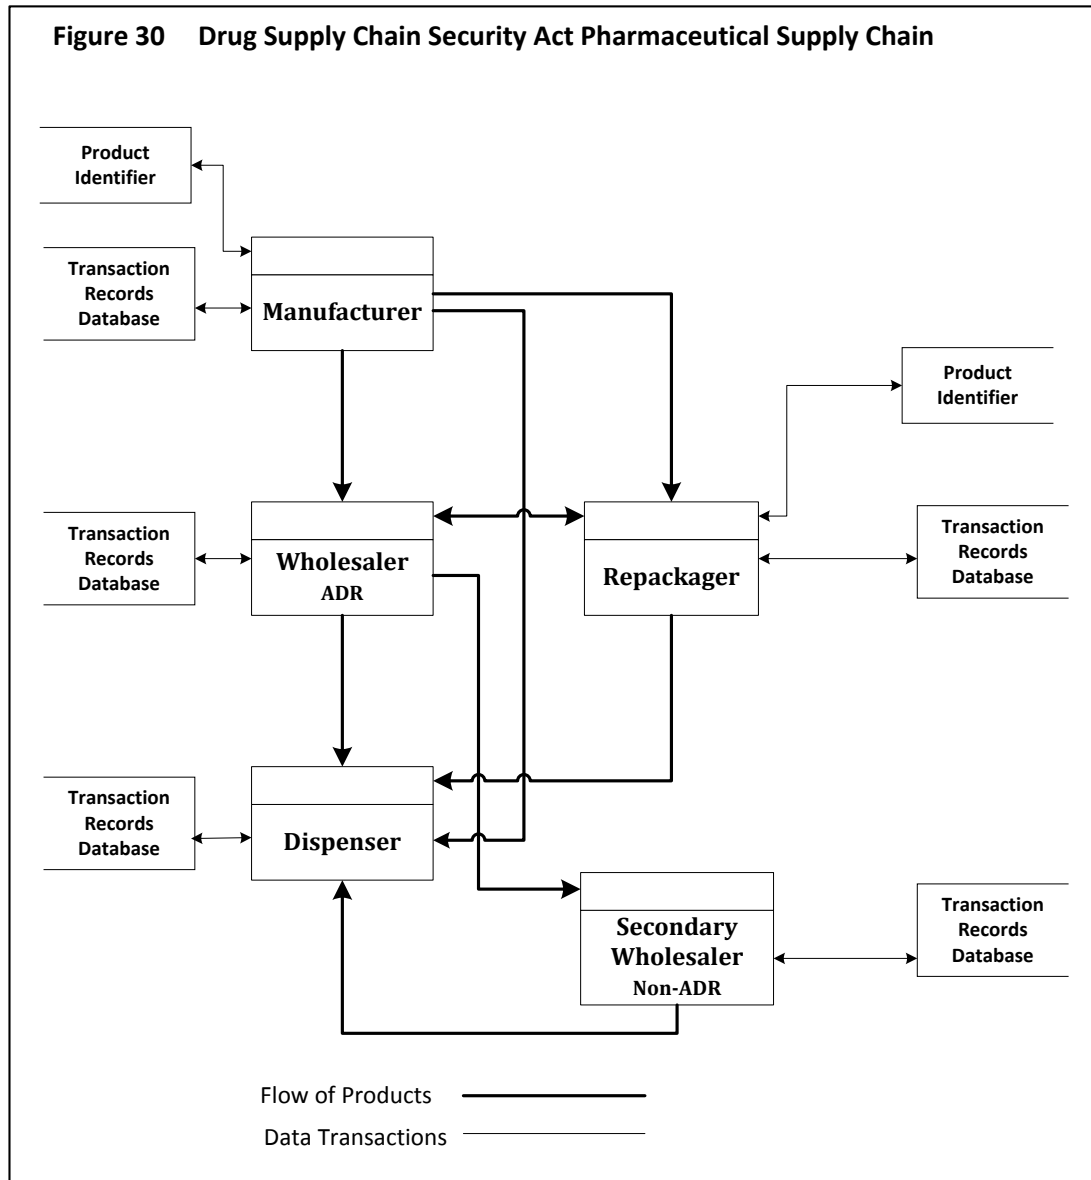 Figure 30 Drug Supply Chain Security Act Pharmaceutical Supply Chain
Product
Identifier
Transaction
Records
Database
Manufacturer
Product
Identifier
Transaction
Records
Database
Wholesaler
ADR
Repackager
Transaction
Records
Database
Transaction
Records
Database
Dispenser
Secondary
Wholesaler
Non-ADR
Transaction
Records
Database
Flow of Products
Data Transactions